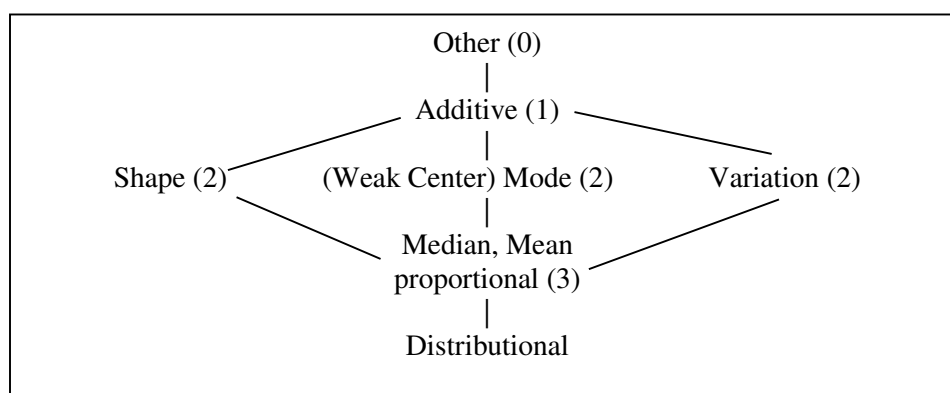 Other (0)
Additive (1)
Shape (2) (Weak Center) Mode (2) Variation (2)
Median, Mean
proportional (3)
Distributional